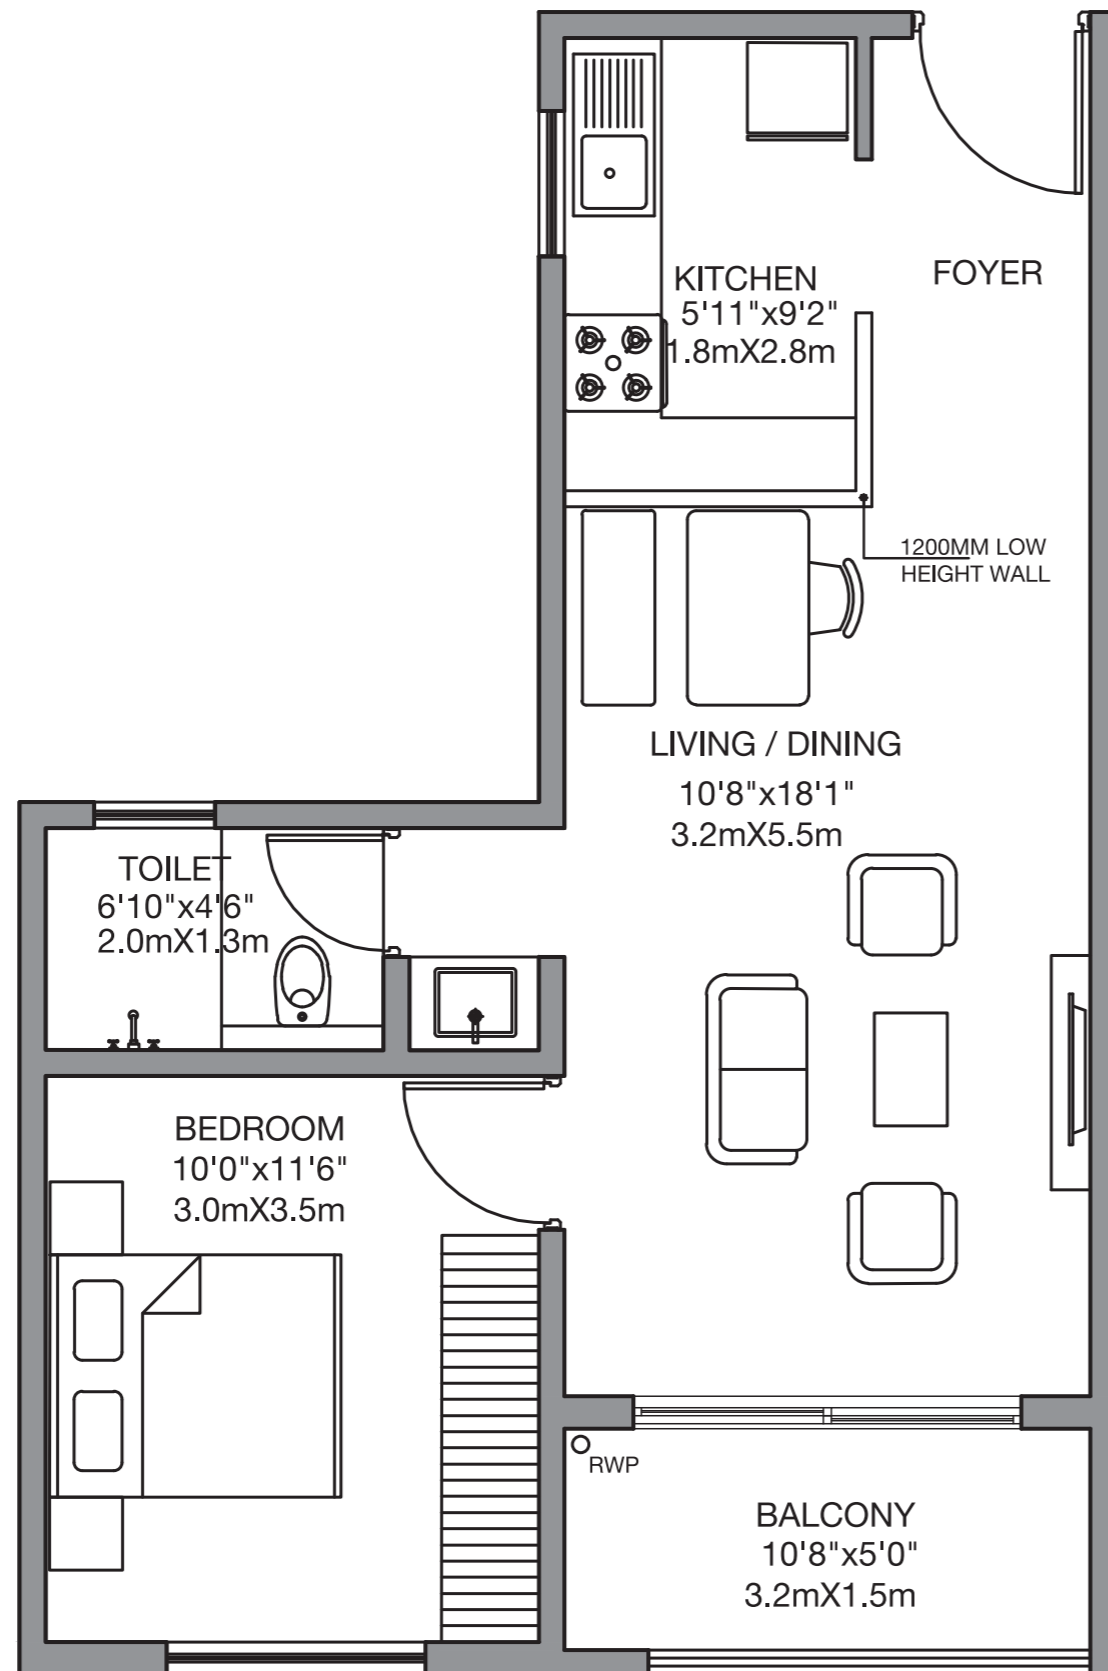 KITCHEN
5'11"x9'2"
1.8mX2.8m
FOYER
1200MM LOW
HEIGHT WALL
LIVING / DINING
10'8"x18'1"
3.2mX5.5m
TOILET
6'10"x4'6"
2.0mX1.3m
BEDROOM
10'0"x11'6"
3.0mX3.5m
RWP
BALCONY
10'8"x5'0"
3.2mX1.5m